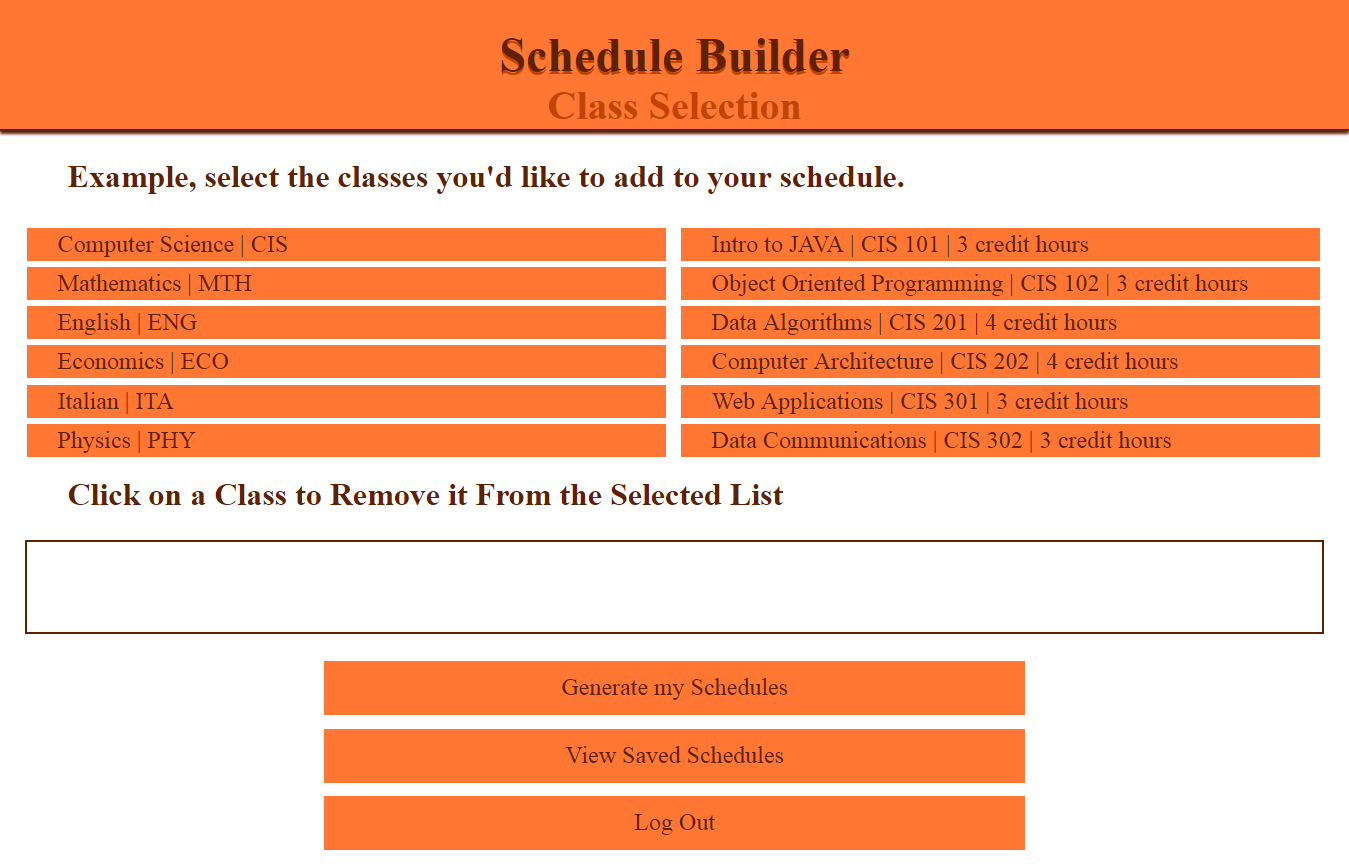 Schedule Builder
Class Selection
Example, select the classes you'd like to add to your schedule.
Computer Science | CIS
Mathematics | MTH
English | ENG
Economics | ECO
Italian | ITA
Physics | PHY
Intro to JAVA | CIS 101 | 3 credit hours
Object Oriented Programming | CIS 102 | 3 credit hours
Data Algorithms | CIS 201 | 4 credit hours
Computer Architecture | CIS 202 | 4 credit hours
Web Applications | CIS 301 | 3 credit hours
Data Communications | CIS 302 | 3 credit hours
Click on a Class to Remove it From the Selected List
Generate my Schedules
View Saved Schedules
Log Out